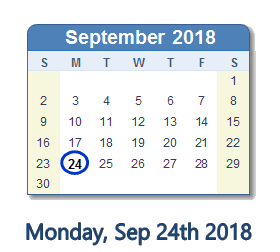 September 2018
S M T W T F S
1
2 3 4 5 6 7 8
9 10 11 12 13 14 15
16 17 18 19 20 21 22
23 24 25 26 27 28 29
30
Monday, Sep 24th 2018